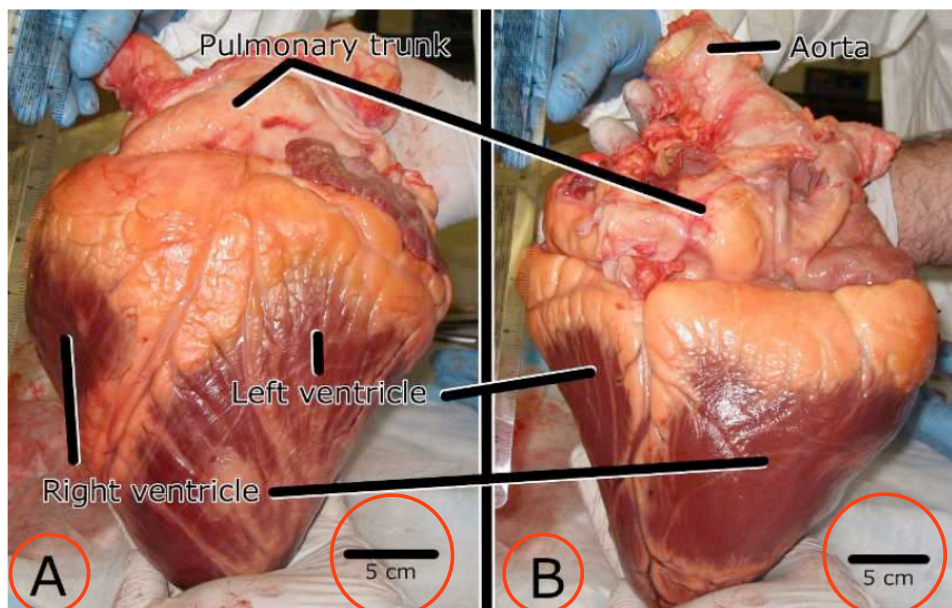 Pulmonary trunk
Aorta
Left ventricle
Right ventricle
A
5 cm
B
5 cm